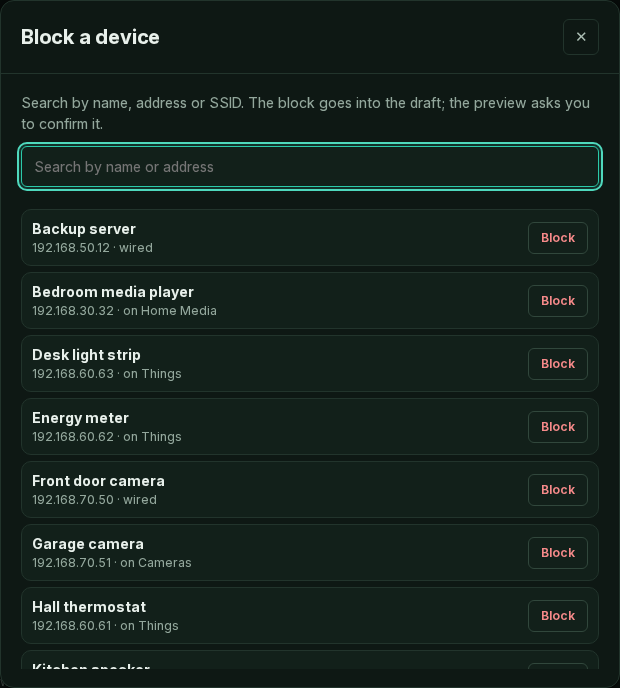 Block a device
✕
Search by name, address or SSID. The block goes into the draft; the preview asks you
to confirm it.
Search by name or address
Backup server
192.168.50.12 · wired
Block
Bedroom media player
192.168.30.32 · on Home Media
Block
Desk light strip
192.168.60.63 · on Things
Block
Energy meter
192.168.60.62 · on Things
Block
Front door camera
192.168.70.50 · wired
Block
Garage camera
192.168.70.51 · on Cameras
Block
Hall thermostat
192.168.60.61 · on Things
Block
Kitchen speaker